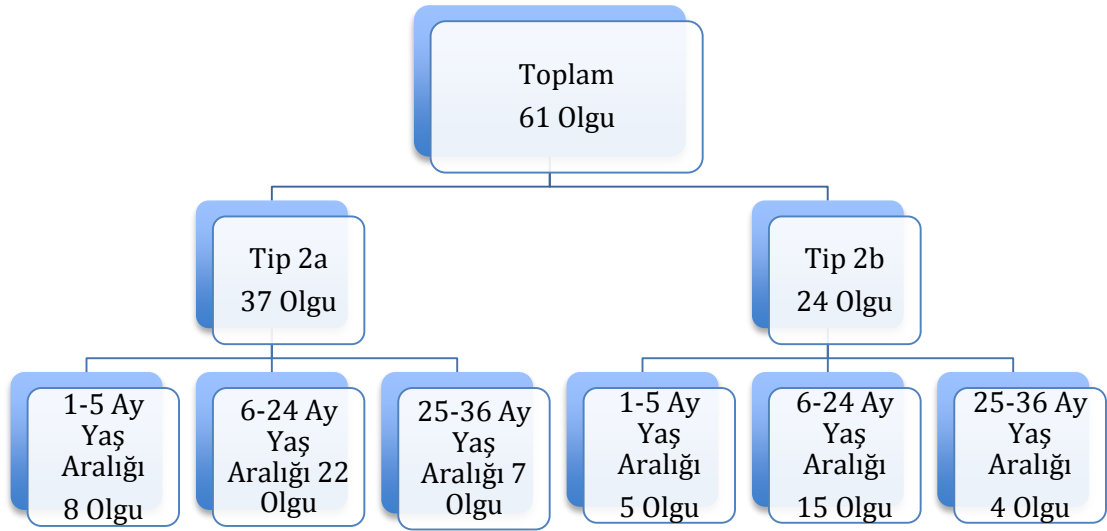 Toplam
61 Olgu
Tip 2a
37 Olgu
Tip 2b
24 Olgu
1-5 Ay
Yaş
Aralığı
8 Olgu
6-24 Ay
Yaş
Aralığı 22
Olgu
25-36 Ay
Yaş
Aralığı 7
Olgu
1-5 Ay
Yaş
Aralığı
5 Olgu
6-24 Ay
Yaş
Aralığı
15 Olgu
25-36 Ay
Yaş
Aralığı
4 Olgu